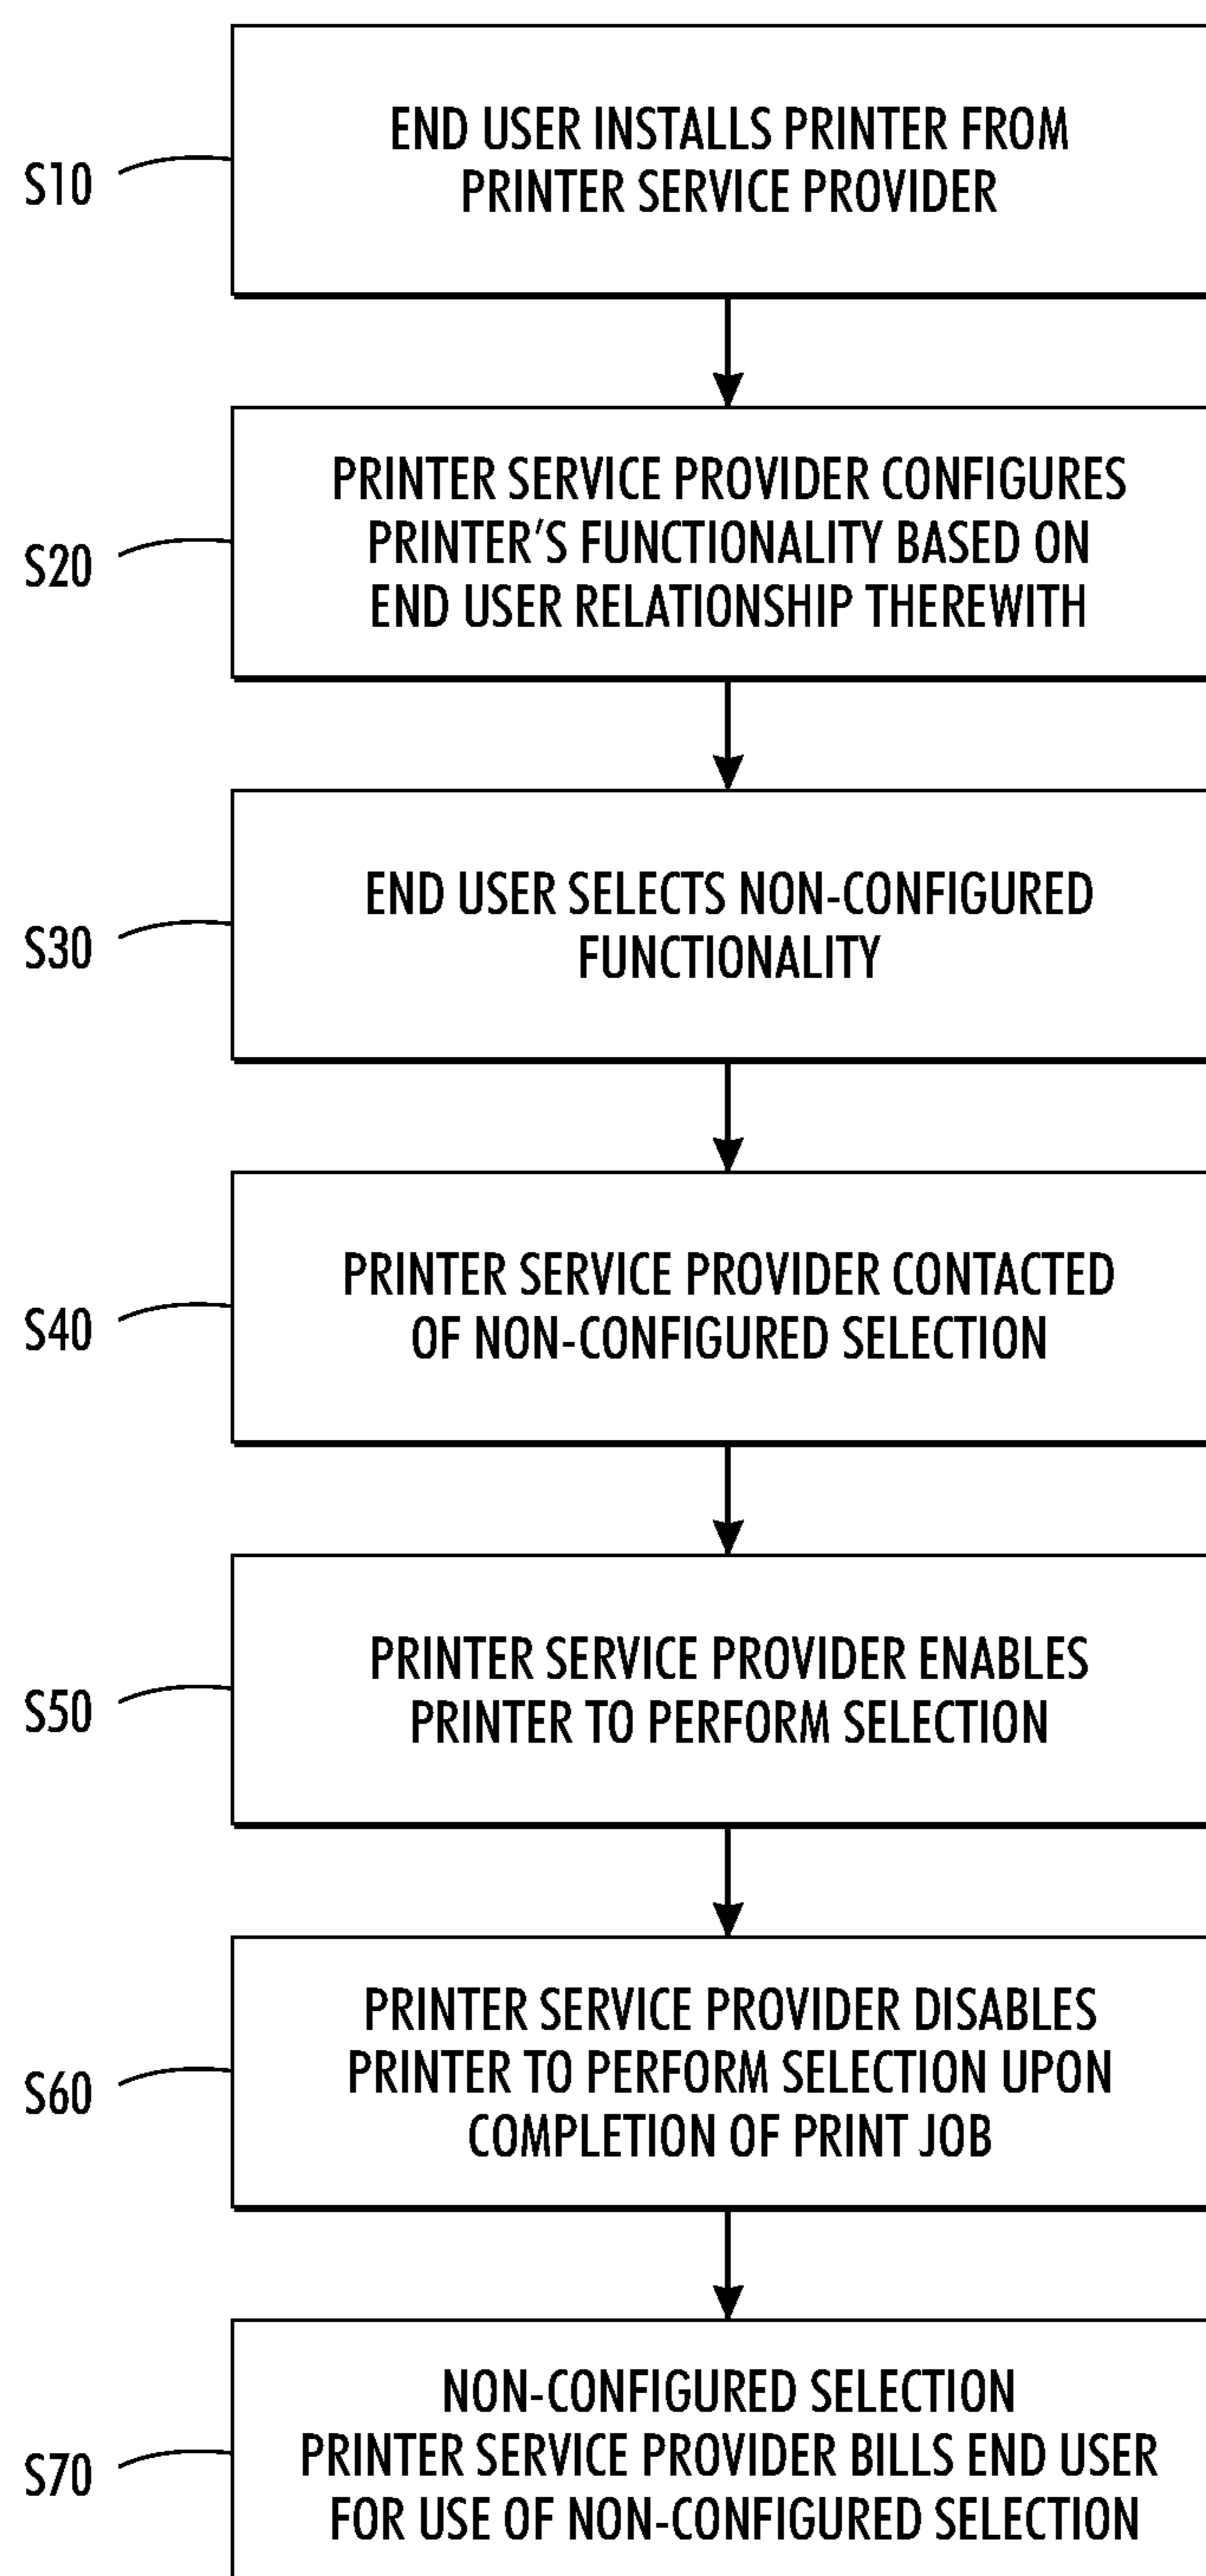 S10
END USER INSTALLS PRINTER FROM
PRINTER SERVICE PROVIDER
S20
PRINTER SERVICE PROVIDER CONFIGURES
PRINTER'S FUNCTIONALITY BASED ON
END USER RELATIONSHIP THEREWITH
S30
END USER SELECTS NON-CONFIGURED
FUNCTIONALITY
S40
PRINTER SERVICE PROVIDER CONTACTED
OF NON-CONFIGURED SELECTION
S50
PRINTER SERVICE PROVIDER ENABLES
PRINTER TO PERFORM SELECTION
S60
PRINTER SERVICE PROVIDER DISABLES
PRINTER TO PERFORM SELECTION UPON
COMPLETION OF PRINT JOB
S70
NON-CONFIGURED SELECTION
PRINTER SERVICE PROVIDER BILLS END USER
FOR USE OF NON-CONFIGURED SELECTION